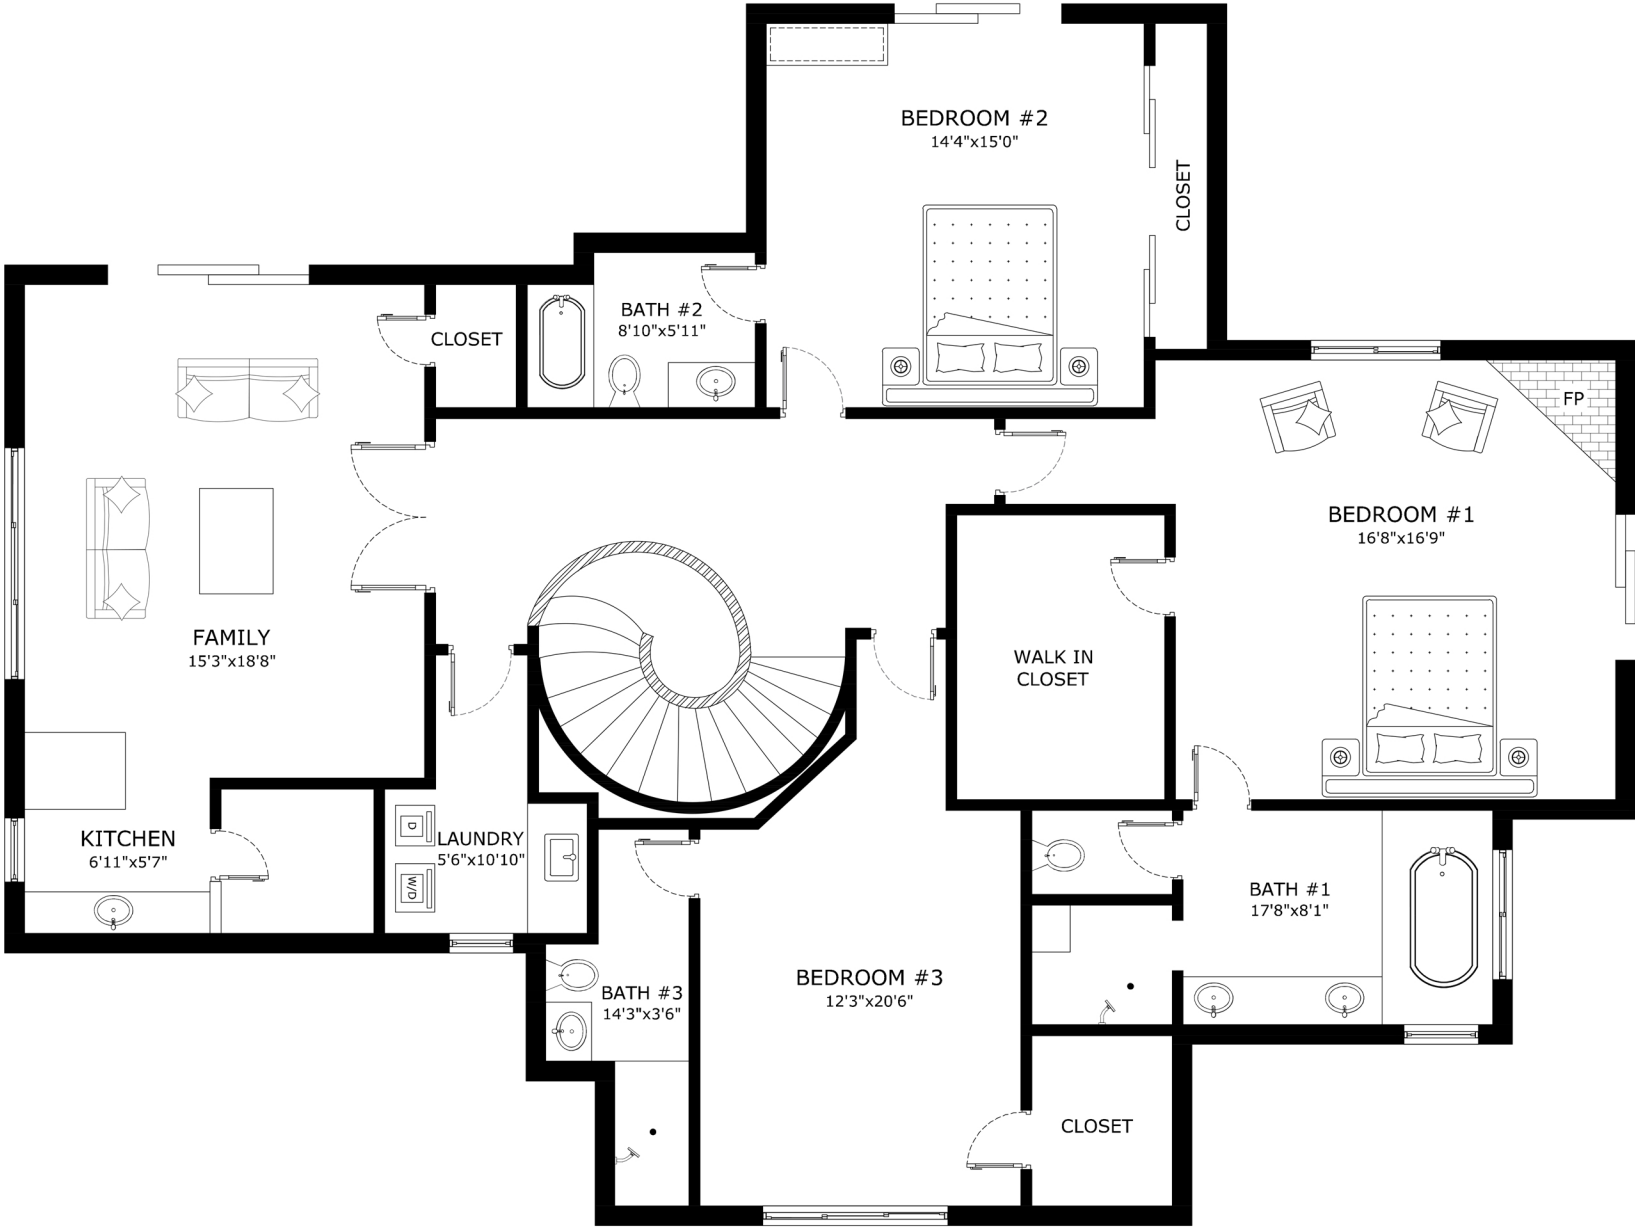 BEDROOM #2
14'4"x15'0"
CLOSET
BATH #2
8'10"x5'11"
CLOSET
FP
BEDROOM #1
16'8"x16'9"
FAMILY
15'3"x18'8"
WALK IN
CLOSET
KITCHEN
6'11"x5'7"
D
LAUNDRY
5'6"x10'10"
W/D
BATH #1
17'8"x8'1"
BEDROOM #3
12'3"x20'6"
BATH #3
14'3"x3'6"
CLOSET